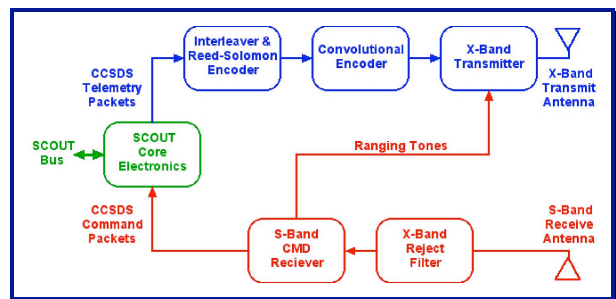 Interleaver &
Reed-Solomon
Encoder
Convolutional
Encoder
X-Band
Transmitter
CCSDS
Telemetry
Packets
X-Band
Transmit
Antenna
SCOUT
Bus
SCOUT
Core
Electronics
Ranging Tones
CCSDS
Command
Packets
S-Band
CMD
Reciever
X-Band
Reject
Filter
S-Band
Receive
Antenna